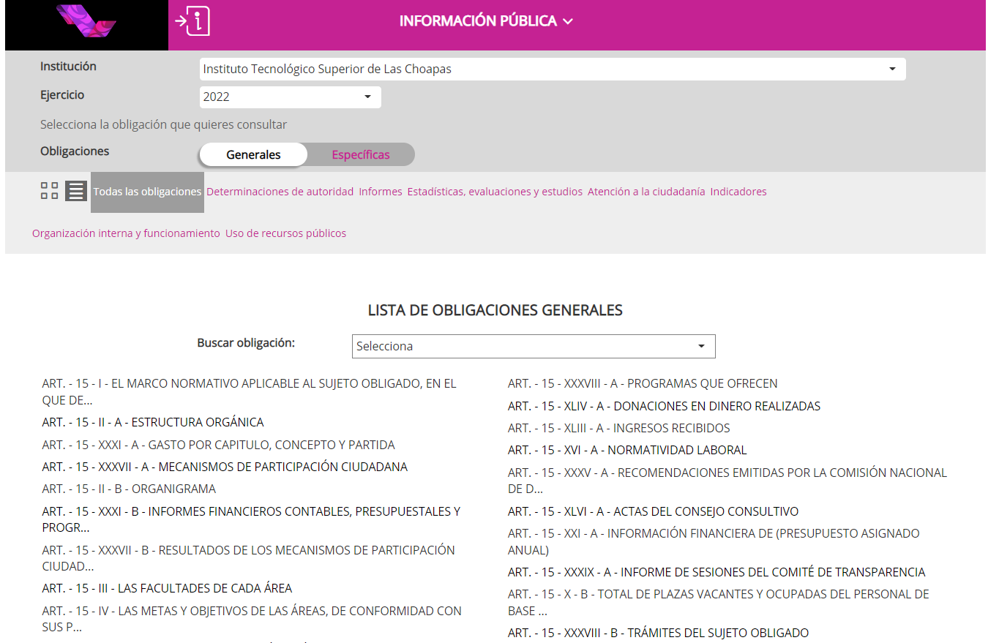 INFORMACIÓN PÚBLICA
Institución
Instituto Tecnológico Superior de Las Choapas
Ejercicio
2022
Selecciona la obligación que quieres consultar
Obligaciones
Generales
Específicas
Todas las obligaciones Determinaciones de autoridad Informes Estadísticas, evaluaciones y estudios Atención a la ciudadanía Indicadores
Organización interna y funcionamiento Uso de recursos públicos
LISTA DE OBLIGACIONES GENERALES
Buscar obligación:
Selecciona
ART. - 15 - I - EL MARCO NORMATIVO APLICABLE AL SUJETO OBLIGADO, EN EL
QUE DE...
ART. - 15 - II - A - ESTRUCTURA ORGÁNICA
ART. - 15 - XXXI - A - GASTO POR CAPITULO, CONCEPTO Y PARTIDA
ART. - 15 - XXXVII - A - MECANISMOS DE PARTICIPACIÓN CIUDADANA
ART. - 15 - II - B - ORGANIGRAMA
ART. - 15 - XXXI - B - INFORMES FINANCIEROS CONTABLES, PRESUPUESTALES Y
PROGR...
ART. - 15 - XXXVII - B - RESULTADOS DE LOS MECANISMOS DE PARTICIPACIÓN
CIUDAD...
ART. - 15 - III - LAS FACULTADES DE CADA ÁREA
ART. - 15 - IV - LAS METAS Y OBJETIVOS DE LAS ÁREAS, DE CONFORMIDAD CON
SUS P...
ART. - 15 - XXXVIII - A - PROGRAMAS QUE OFRECEN
ART. - 15 - XLIV - A - DONACIONES EN DINERO REALIZADAS
ART. - 15 - XLIII - A - INGRESOS RECIBIDOS
ART. - 15 - XVI - A - NORMATIVIDAD LABORAL
ART. - 15 - XXXV - A - RECOMENDACIONES EMITIDAS POR LA COMISIÓN NACIONAL
DE D...
ART. - 15 - XLVI - A - ACTAS DEL CONSEJO CONSULTIVO
ART. - 15 - XXI - A - INFORMACIÓN FINANCIERA DE (PRESUPUESTO ASIGNADO
ANUAL)
ART. - 15 - XXXIX - A - INFORME DE SESIONES DEL COMITÉ DE TRANSPARENCIA
ART. - 15 - X - B - TOTAL DE PLAZAS VACANTES Y OCUPADAS DEL PERSONAL DE
BASE ...
ART. - 15 - XXXVIII - B - TRÁMITES DEL SUJETO OBLIGADO